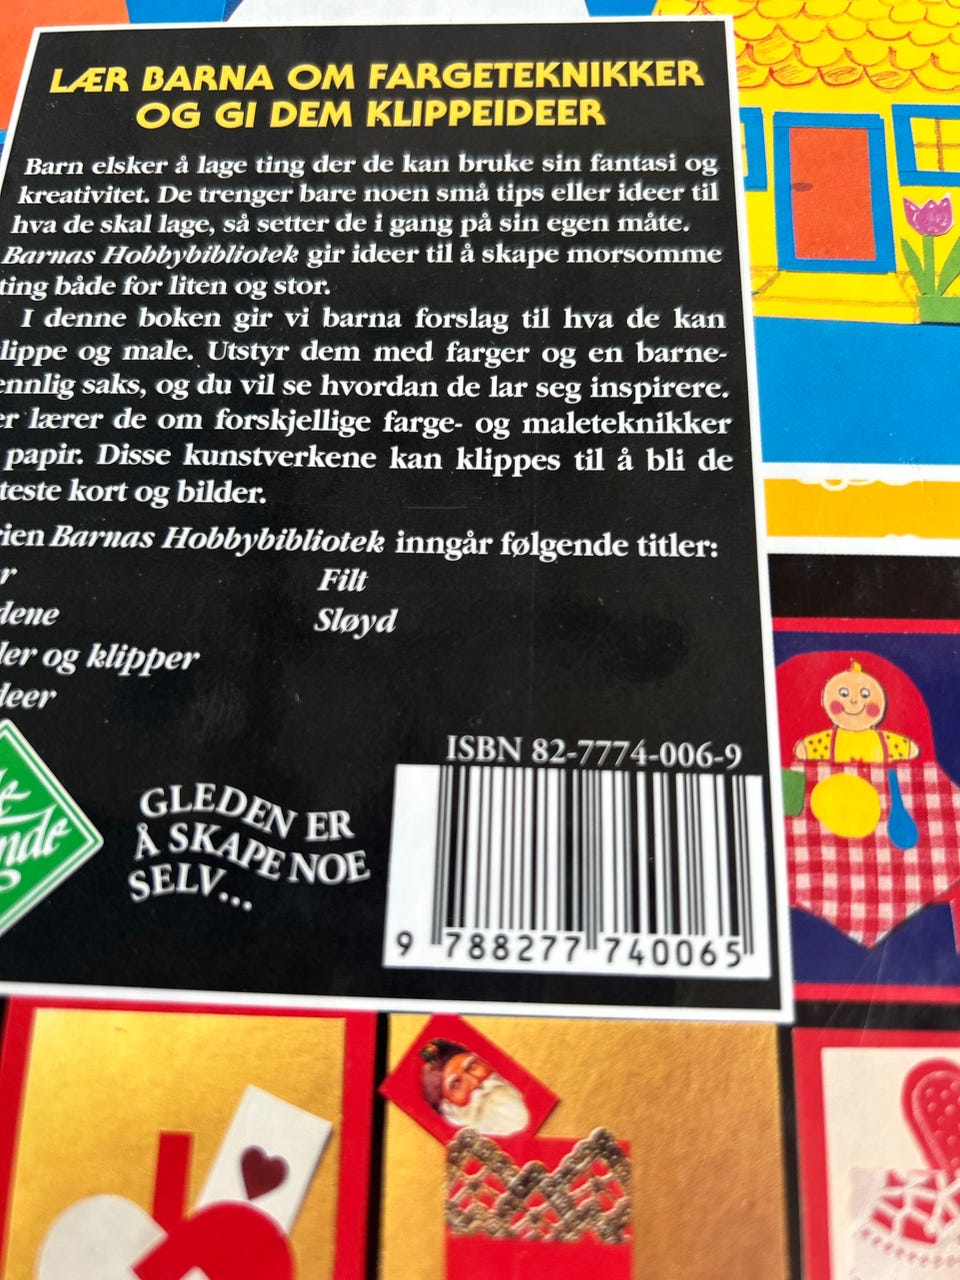 LÆR BARNA OM FARGETEKNIKKER
OG GI DEM KLIPPEIDEER
Barn elsker å lage ting der de kan bruke sin fantasi og
kreativitet. De trenger bare noen små tips eller ideer til
hva de skal lage, så setter de i gang på sin egen måte.
Barnas Hobbybibliotek gir ideer til å skape morsomme
ting både for liten og stor.
I denne boken gir vi barna forslag til hva de kan
lippe og male. Utstyr dem med farger og en barne-
ennlig saks, og du vil se hvordan de lar seg inspirere.
er lærer de om forskjellige farge- og maleteknikker
papir. Disse kunstverkene kan klippes til å bli de
teste kort og bilder.
rien Barnas Hobbybibliotek inngår følgende titler:
r Filt
dene Sløyd
ler og klipper
deer
ISBN 82-7774-006-9
GLEDEN ER
Å SKAPE NOE
SELV...
9 788277 740065